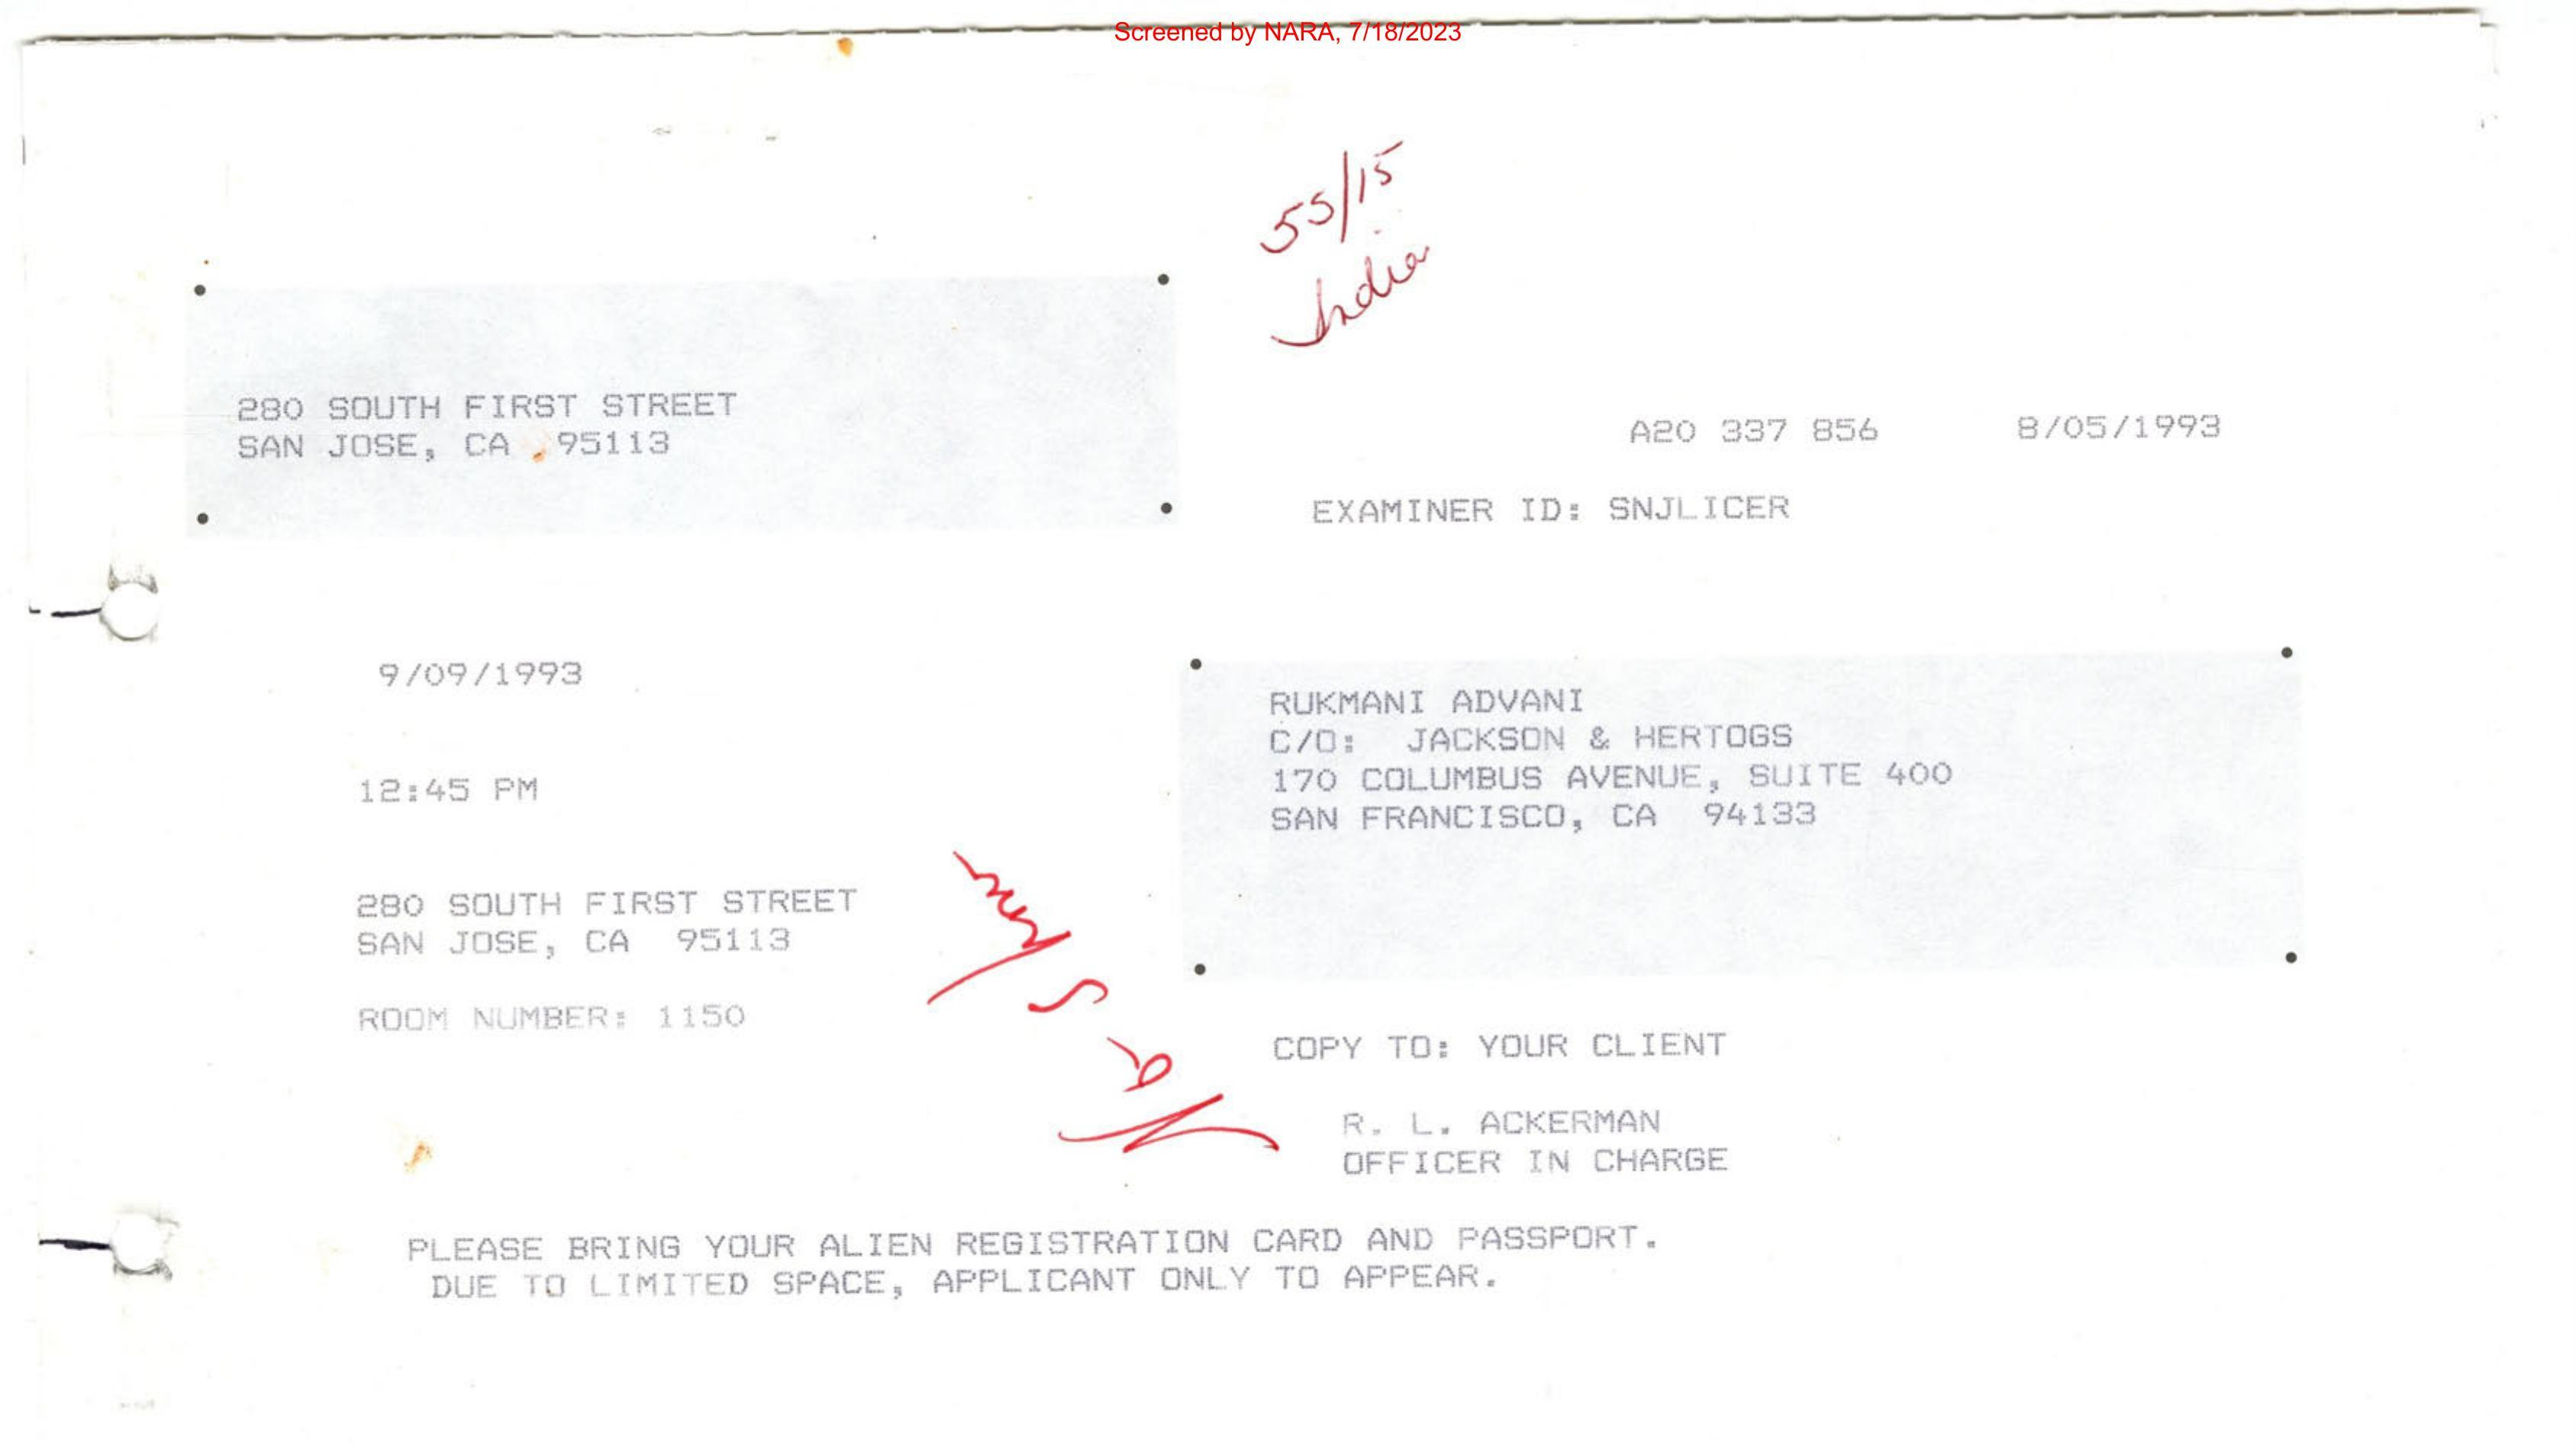 Screened by NARA, 7/18/2023
55/15
India
280 SOUTH FIRST STREET
SAN JOSE, CA 95113
A20 337 856 8/05/1993
EXAMINER ID: SNJLICER
9/09/1993
12:45 PM
280 SOUTH FIRST STREET
SAN JOSE, CA 95113
ROOM NUMBER: 1150
RUKMANI ADVANI
C/O: JACKSON & HERTOGS
170 COLUMBUS AVENUE, SUITE 400
SAN FRANCISCO, CA 94133
COPY TO: YOUR CLIENT
R. L. ACKERMAN
OFFICER IN CHARGE
PLEASE BRING YOUR ALIEN REGISTRATION CARD AND PASSPORT.
DUE TO LIMITED SPACE, APPLICANT ONLY TO APPEAR.